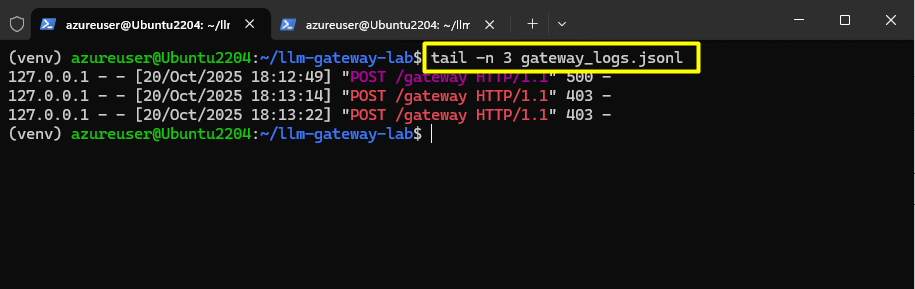 azureuser@Ubuntu2204: ~/llm azureuser@Ubuntu2204: ~/llm
(venv) azureuser@Ubuntu2204:~/llm-gateway-lab$ tail -n 3 gateway_logs.jsonl
127.0.0.1 - - [20/Oct/2025 18:12:49] "POST /gateway HTTP/1.1" 500 -
127.0.0.1 - - [20/Oct/2025 18:13:14] "POST /gateway HTTP/1.1" 403 -
127.0.0.1 - - [20/Oct/2025 18:13:22] "POST /gateway HTTP/1.1" 403 -
(venv) azureuser@Ubuntu2204:~/llm-gateway-lab$